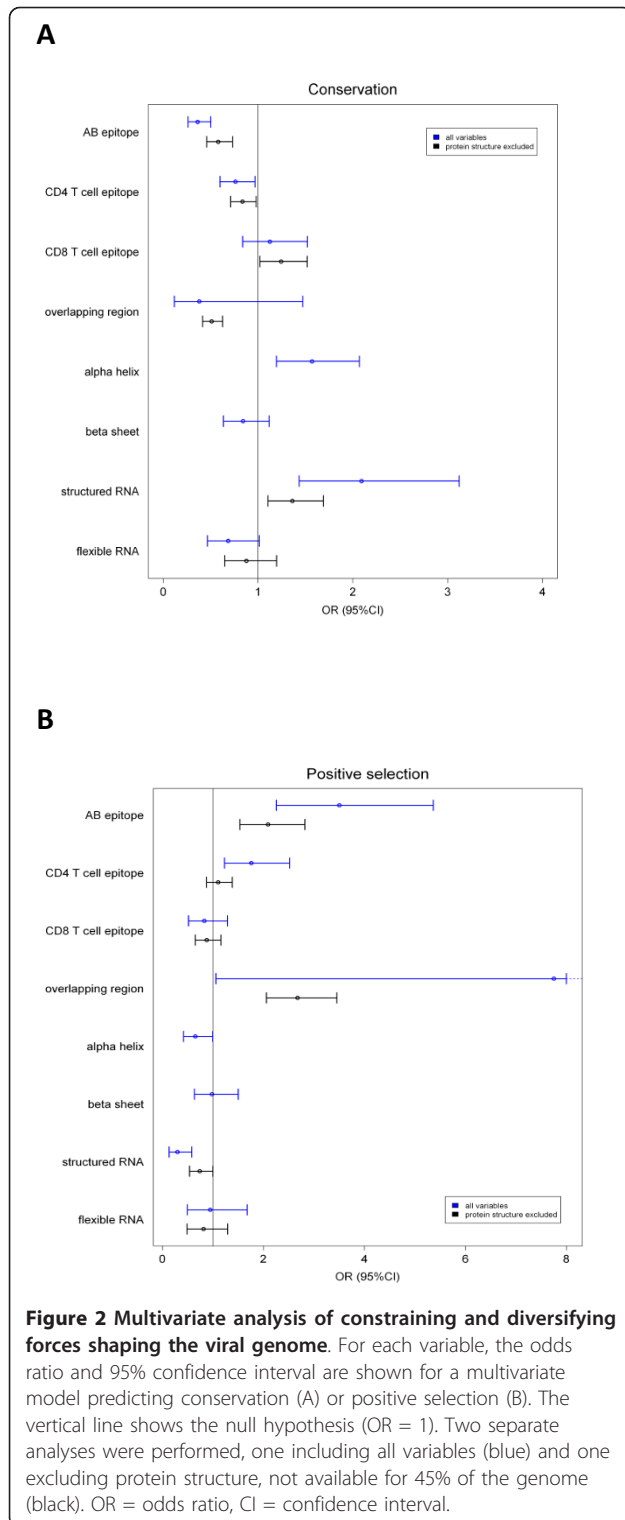 A
Conservation
all variables
protein structure excluded
AB epitope
CD4 T cell epitope
CD8 T cell epitope
overlapping region
alpha helix
beta sheet
structured RNA
flexible RNA
0 1 2 3 4
OR (95%CI)
B
Positive selection
AB epitope
CD4 T cell epitope
CD8 T cell epitope
overlapping region
alpha helix
beta sheet
structured RNA
flexible RNA
all variables
protein structure excluded
0 2 4 6 8
OR (95%CI)
Figure 2 Multivariate analysis of constraining and diversifying
forces shaping the viral genome. For each variable, the odds
ratio and 95% confidence interval are shown for a multivariate
model predicting conservation (A) or positive selection (B). The
vertical line shows the null hypothesis (OR = 1). Two separate
analyses were performed, one including all variables (blue) and one
excluding protein structure, not available for 45% of the genome
(black). OR = odds ratio, CI = confidence interval.